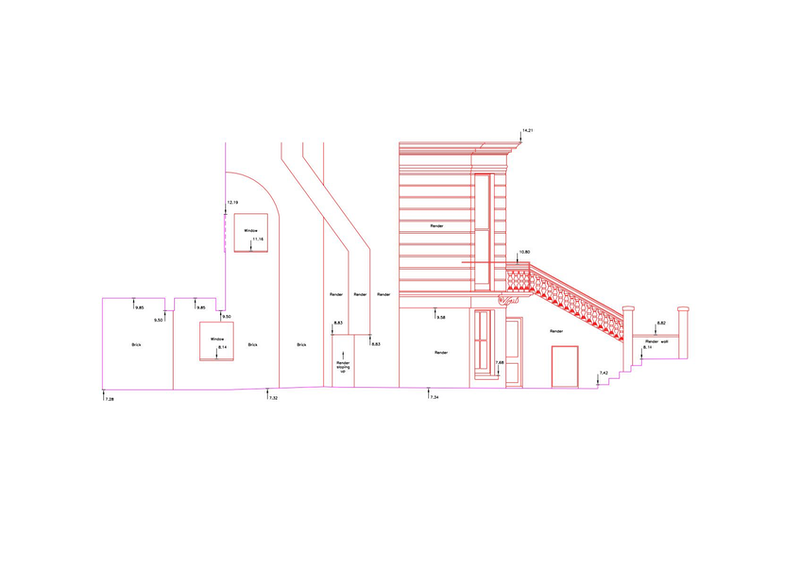 14,21
12,19
Window
11,16
Render
10,80
Render
Render
Render
9,85
9,85
9,50
9,50
9,58
8,83
8,83
8,82
Brick
Window
8,14
Brick
Brick
Render
sloping
up
Render
Render
Render wall
8,14
7,68
7,42
7,28
7,32
7,34